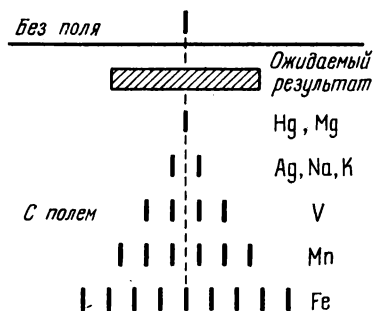 Без поля
Ожидаемый
результат
Hg, Mg
Ag, Na, K
С полем
V
Mn
Fe